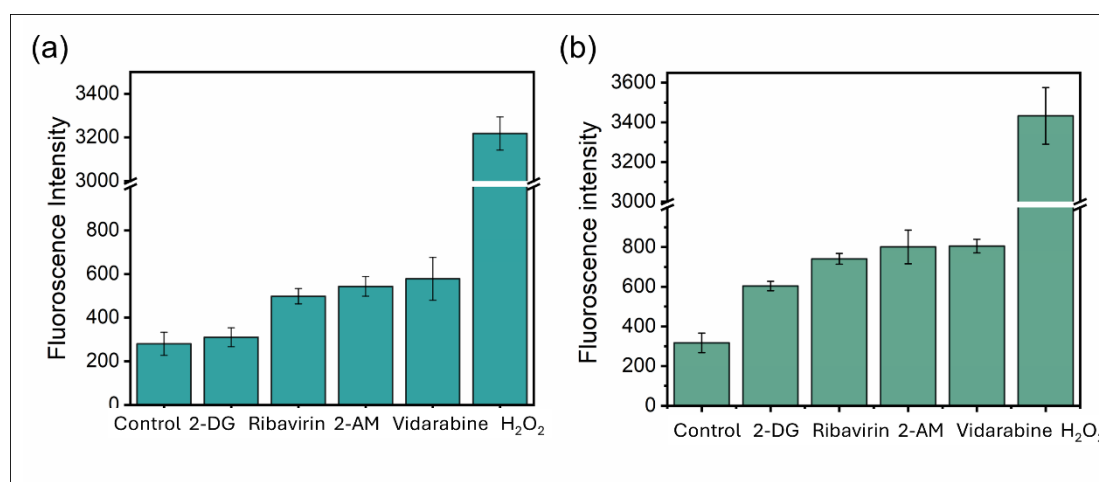 (a)
Fluoroscence Intensity
3400
3200
3000
800
600
400
200
0
Control 2-DG Ribavirin 2-AM Vidarabine H₂O₂
(b)
Fluoroscence intensity
3600
3400
3200
3000
800
600
400
200
0
Control 2-DG Ribavirin 2-AM Vidarabine H₂O₂